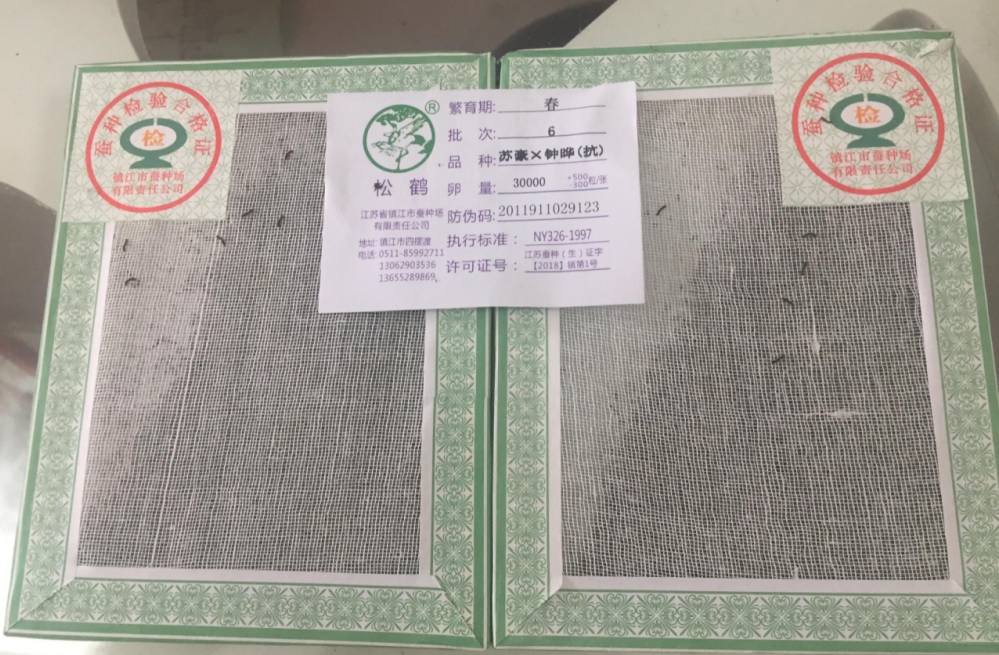 蚕种检验合格证
检
镇江市蚕种场
有限责任公司
®
松鹤
江苏省镇江市蚕种场
有限责任公司
地址: 镇江市四摆渡
电话: 0511-85992711
13062903536
13655289869
繁育期: 春
批 次: 6
品 种: 苏豪×钟晔(抗)
卵 量: 30000 +500 -300 粒/张
防伪码: 2011911029123
执行标准: NY326-1997
许可证号: 江苏蚕种(生)证字
【2018】镇第1号
蚕种检验合格证
检
镇江市蚕种场
有限责任公司